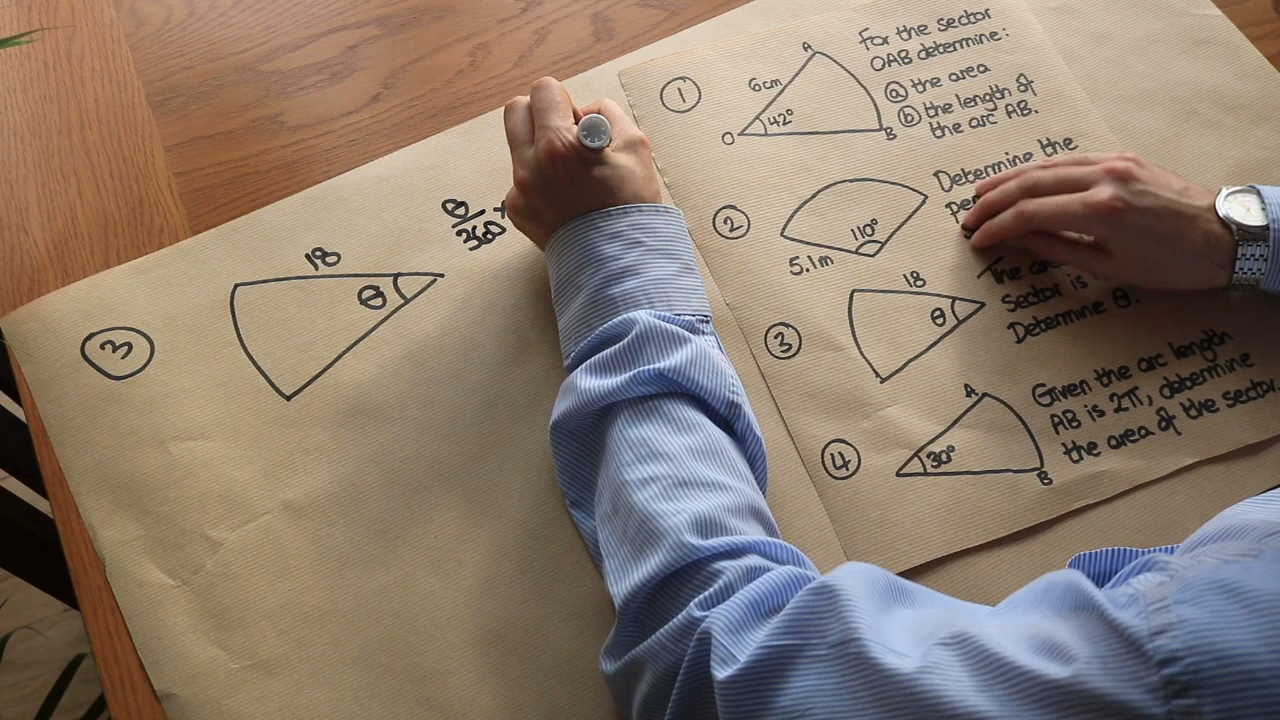 3
18
θ
θ/360 ×
1
6cm
A
42°
O
B
For the sector
OAB determine:
a the area
b the length of
the arc AB.
2
110°
5.1m
Determine the
3
18
θ
The
sector is
Determine θ.
4
A
30°
B
Given the arc length
AB is 2π, determine
the area of the sector.